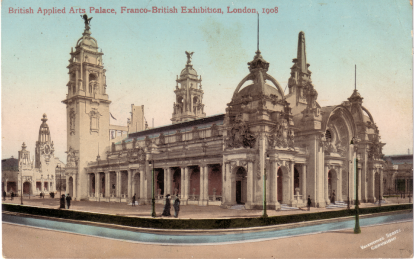 British Applied Arts Palace, Franco-British Exhibition, London, 1908